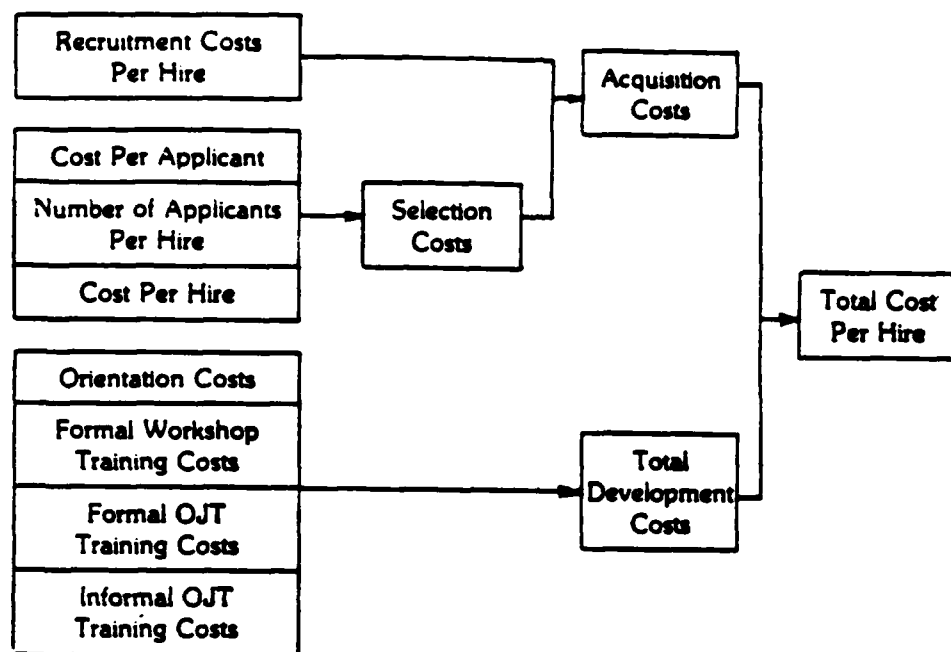 Recruitment Costs
Per Hire
Acquisition
Costs
Cost Per Applicant
Number of Applicants
Per Hire
Cost Per Hire
Selection
Costs
Total Cost
Per Hire
Orientation Costs
Formal Workshop
Training Costs
Formal OJT
Training Costs
Informal OJT
Training Costs
Total
Development
Costs